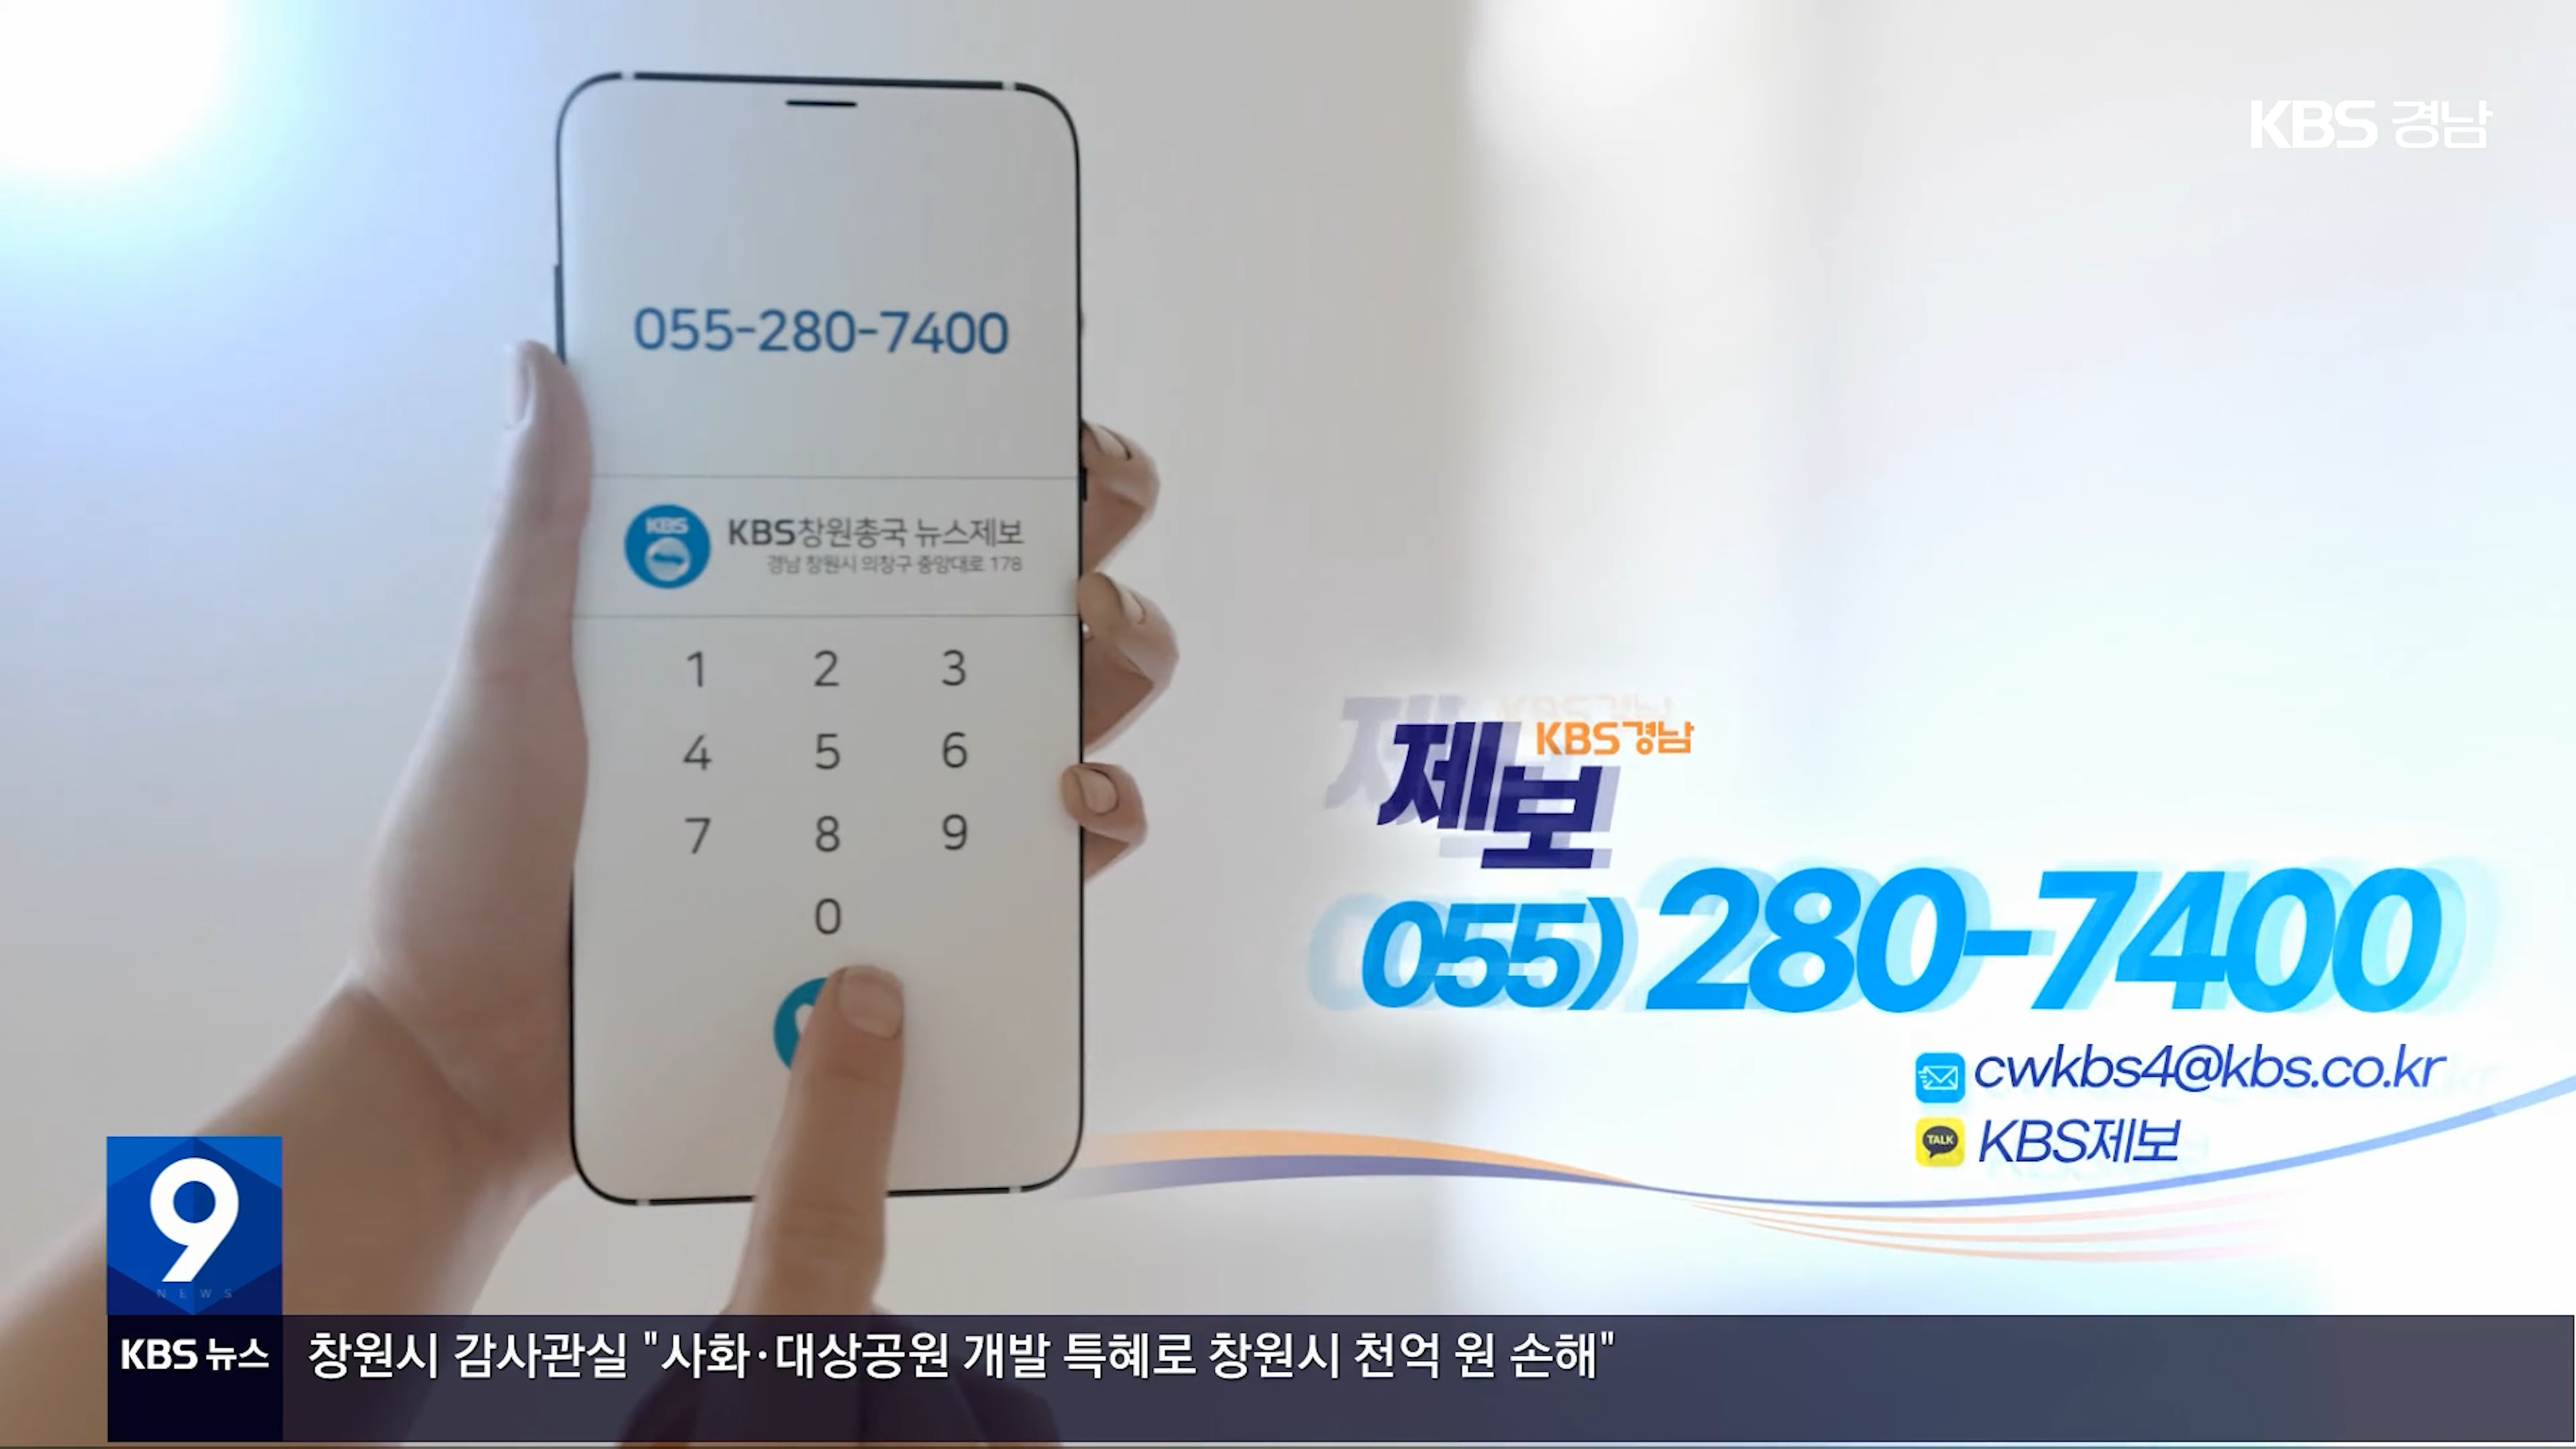 KBS 경남
055-280-7400
KBS
KBS창원총국 뉴스제보
경남 창원시 의창구 중앙대로 178
1 2 3
4 5 6
7 8 9
0
제보 KBS경남
055) 280-7400
cwkbs4@kbs.co.kr
TALK
KBS제보
9
NEWS
KBS 뉴스
창원시 감사관실 "사화·대상공원 개발 특혜로 창원시 천억 원 손해"